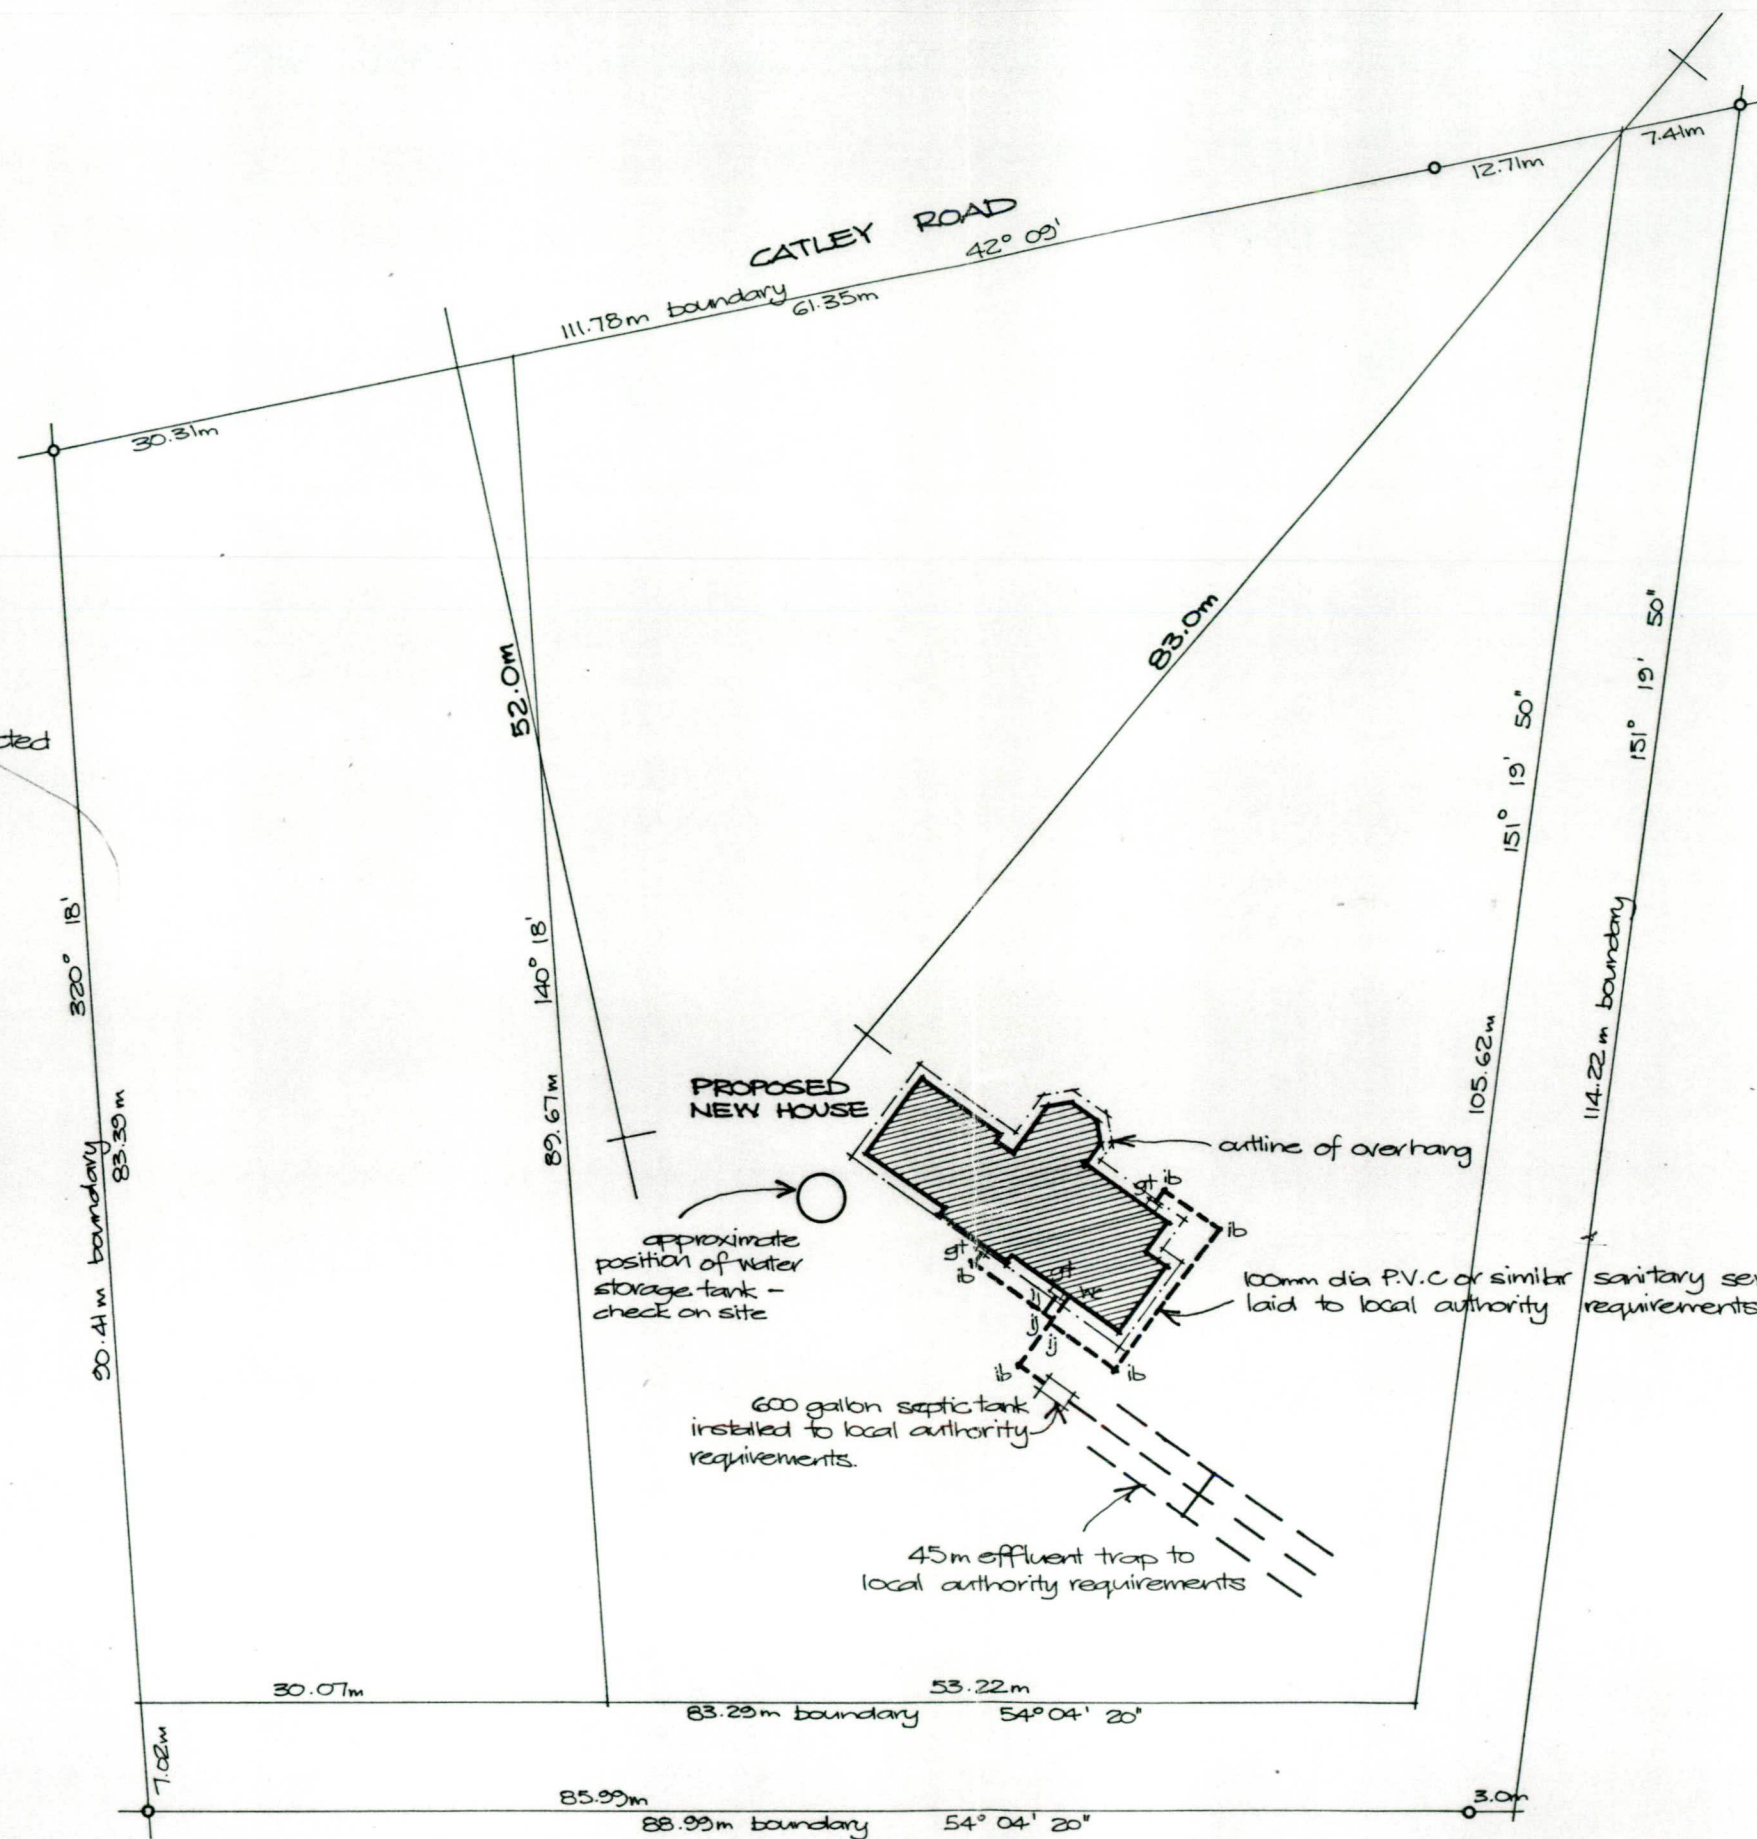 7.41m
12.71m
CATLEY ROAD
42° 09'
111.78m boundary
61.35m
30.31m
83.0m
52.0m
151° 19' 50"
151° 19' 50"
320° 18'
140° 18'
114.22m boundary
105.62m
89.67m
90.41m boundary
83.39m
PROPOSED
NEW HOUSE
outline of overhang
gt ib
ib
approximate
position of water
storage tank -
check on site
gt
ib
gt
wc
ij
ij
ij
100mm dia P.V.C or similar sanitary
laid to local authority requirements
ib
ib
600 gallon septic tank
installed to local authority
requirements.
45m effluent trap to
local authority requirements
30.07m
53.22m
83.29m boundary 54° 04' 20"
7.02m
85.99m
3.0m
88.99m boundary 54° 04' 20"